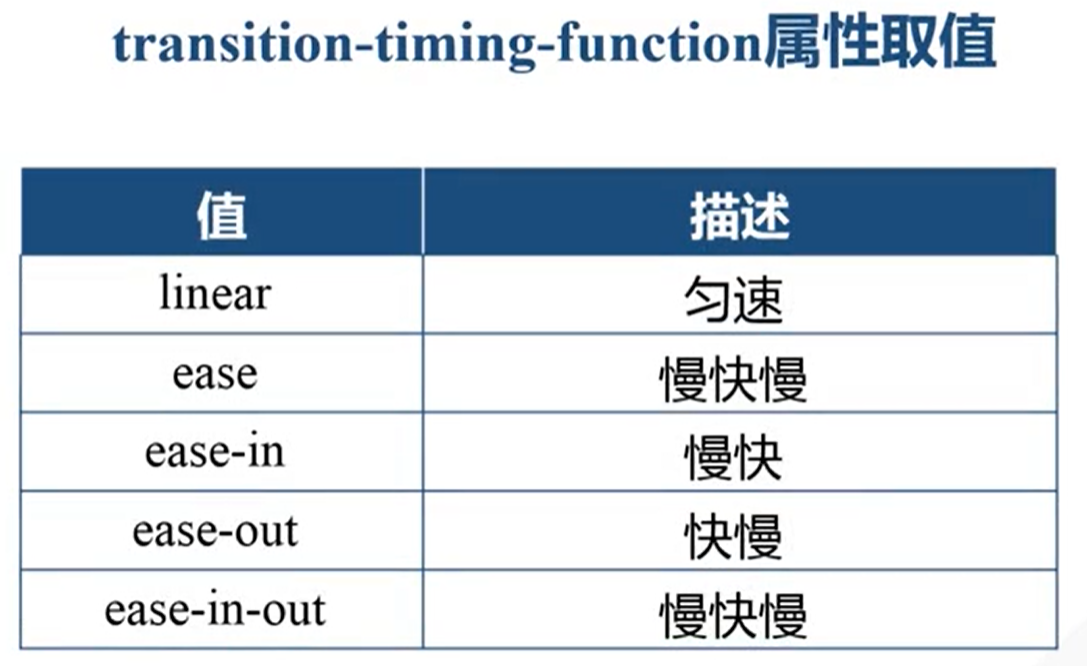 transition-timing-function属性取值
值 描述
linear 匀速
ease 慢快慢
ease-in 慢快
ease-out 快慢
ease-in-out 慢快慢